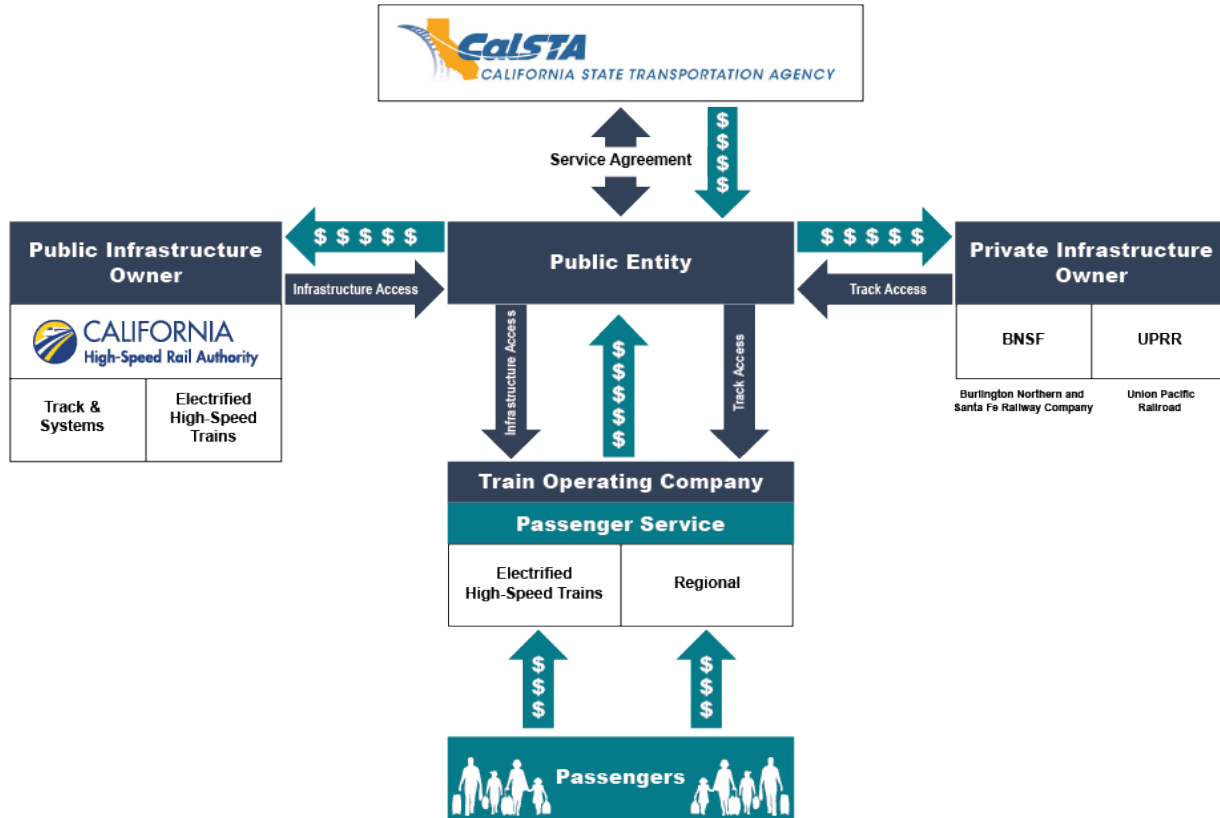 CalSTA
CALIFORNIA STATE TRANSPORTATION AGENCY
Service Agreement
$ $ $ $
Public Infrastructure
Owner
$ $ $ $ $
Infrastructure Access
CALIFORNIA
High-Speed Rail Authority
Track &
Systems
Electrified
High-Speed
Trains
Public Entity
$ $ $ $ $
Track Access
Private Infrastructure
Owner
BNSF
UPRR
Burlington Northern and
Santa Fe Railway Company
Union Pacific
Railroad
Infrastructure Access
$ $ $ $ $
Track Access
Train Operating Company
Passenger Service
Electrified
High-Speed Trains
Regional
$ $ $
$ $ $
Passengers